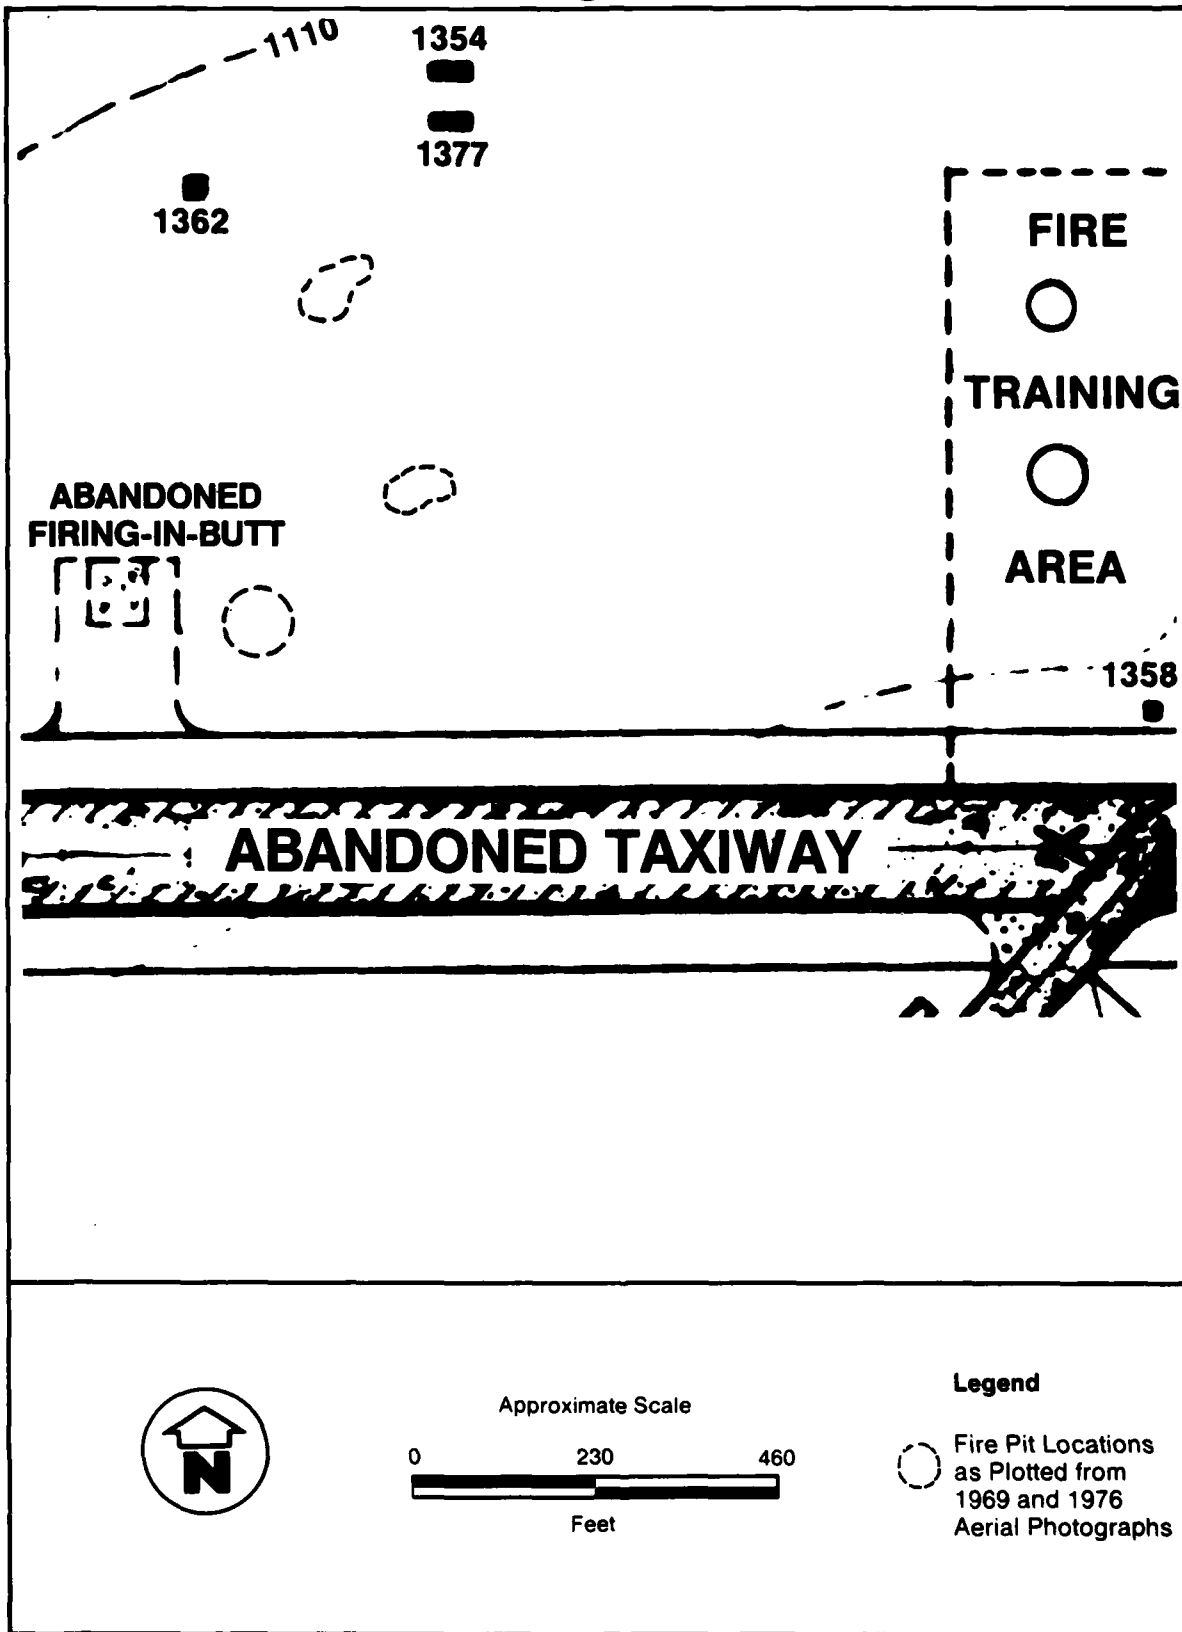 1110
1354
1377
1362
FIRE
TRAINING
AREA
ABANDONED
FIRING-IN-BUTT
1358
ABANDONED TAXIWAY
N
Approximate Scale
0 230 460
Feet
Legend
Fire Pit Locations
as Plotted from
1969 and 1976
Aerial Photographs